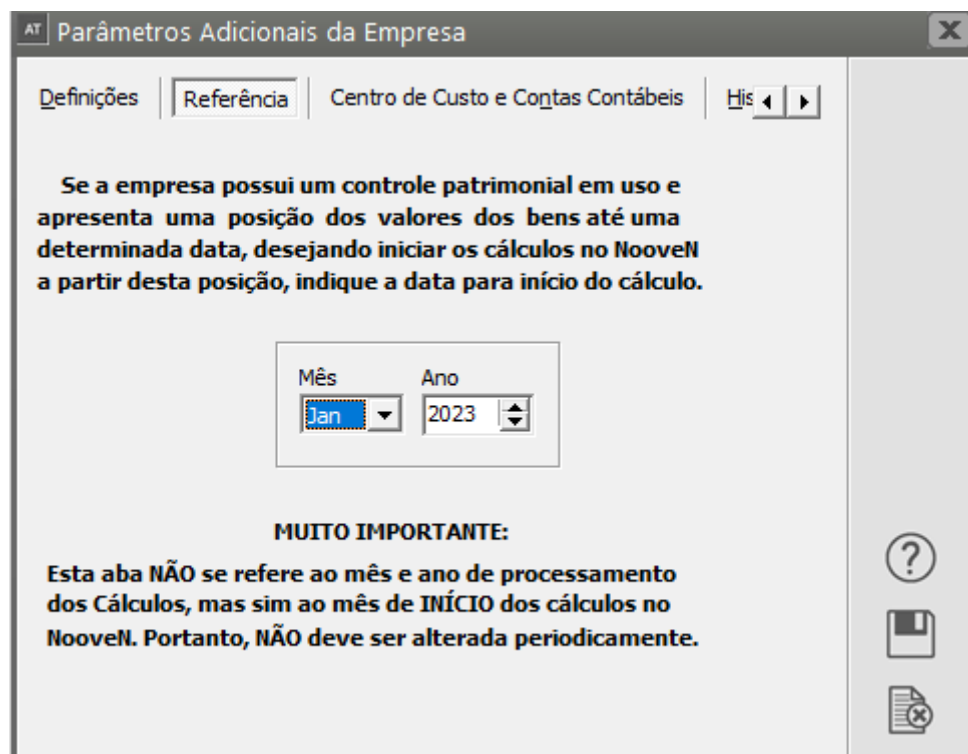 AT Parâmetros Adicionais da Empresa
Definições Referência Centro de Custo e Contas Contábeis His
Se a empresa possui um controle patrimonial em uso e
apresenta uma posição dos valores dos bens até uma
determinada data, desejando iniciar os cálculos no NooveN
a partir desta posição, indique a data para início do cálculo.
Mês Ano
Jan 2023
MUITO IMPORTANTE:
Esta aba NÃO se refere ao mês e ano de processamento
dos Cálculos, mas sim ao mês de INÍCIO dos cálculos no
NooveN. Portanto, NÃO deve ser alterada periodicamente.